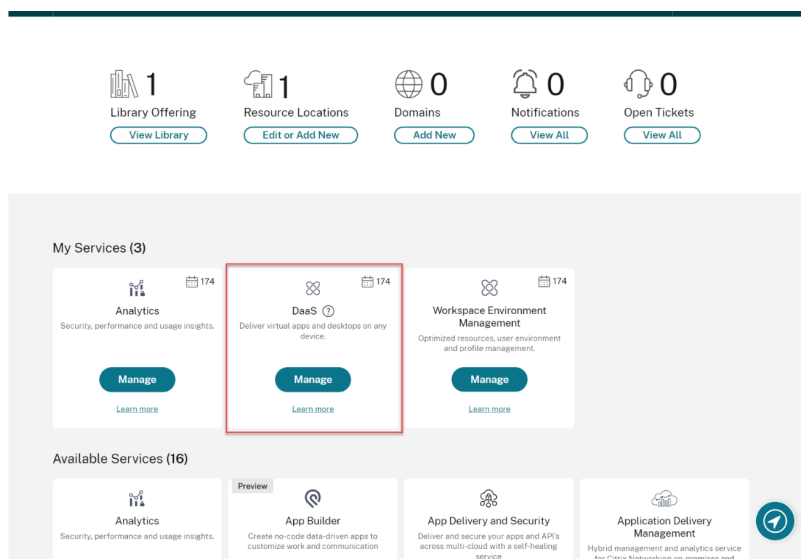 1 1 0 0 0
Library Offering Resource Locations Domains Notifications Open Tickets
View Library Edit or Add New Add New View All View All
My Services (3)
174 174 174
Analytics DaaS ? Workspace Environment
Management
Security, performance and usage insights. Deliver virtual apps and desktops on any
device. Optimized resources, user environment
and profile management.
Manage Manage Manage
Learn more Learn more Learn more
Available Services (16)
Preview
Analytics App Builder App Delivery and Security Application Delivery
Management
Security, performance and usage insights. Create no-code data-driven apps to
customize work and communication Deliver and secure your apps and API's
across multi-cloud with a self-healing
service Hybrid management and analytics service
for Citrix Networking on-premises and